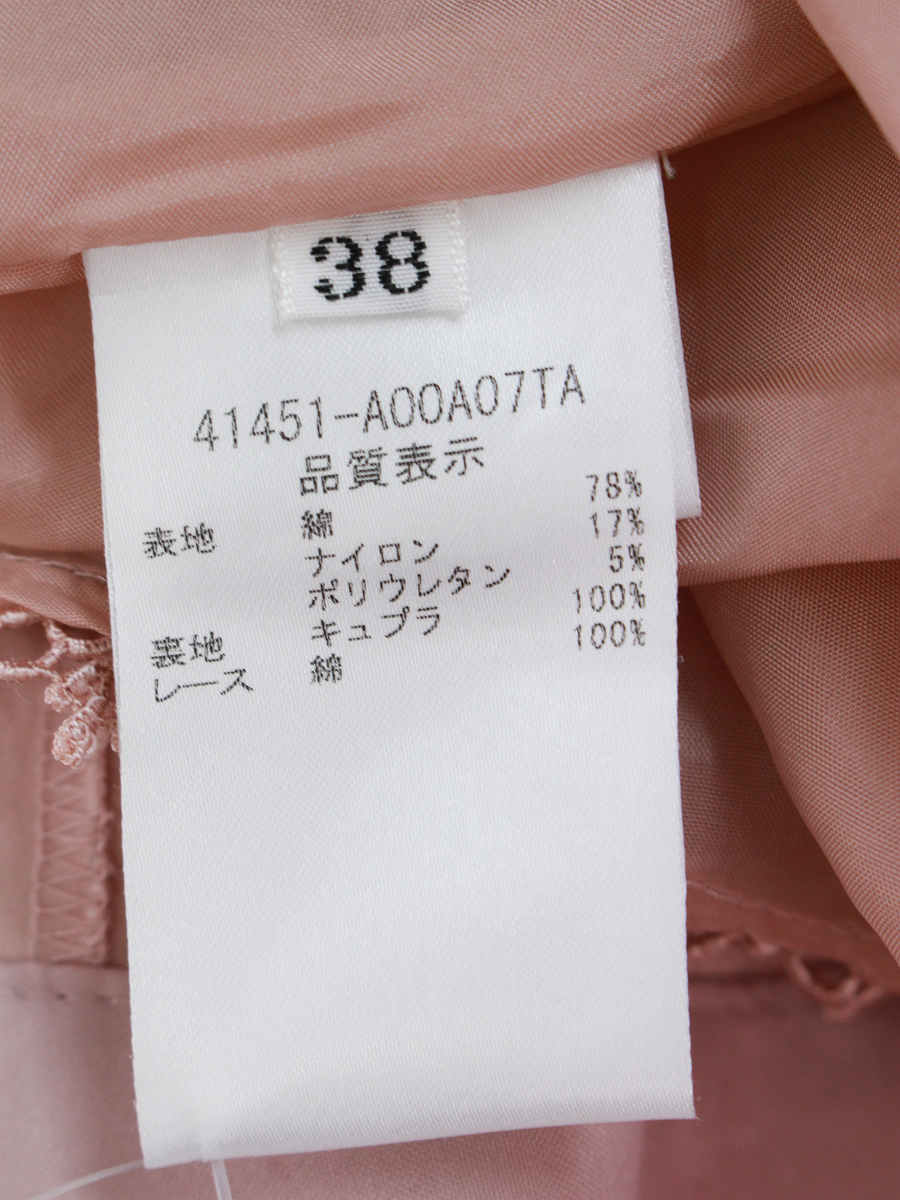 38
41451-A00A07TA
品質表示
表地 綿 78%
ナイロン 17%
ポリウレタン 5%
裏地 キュプラ 100%
レース 綿 100%